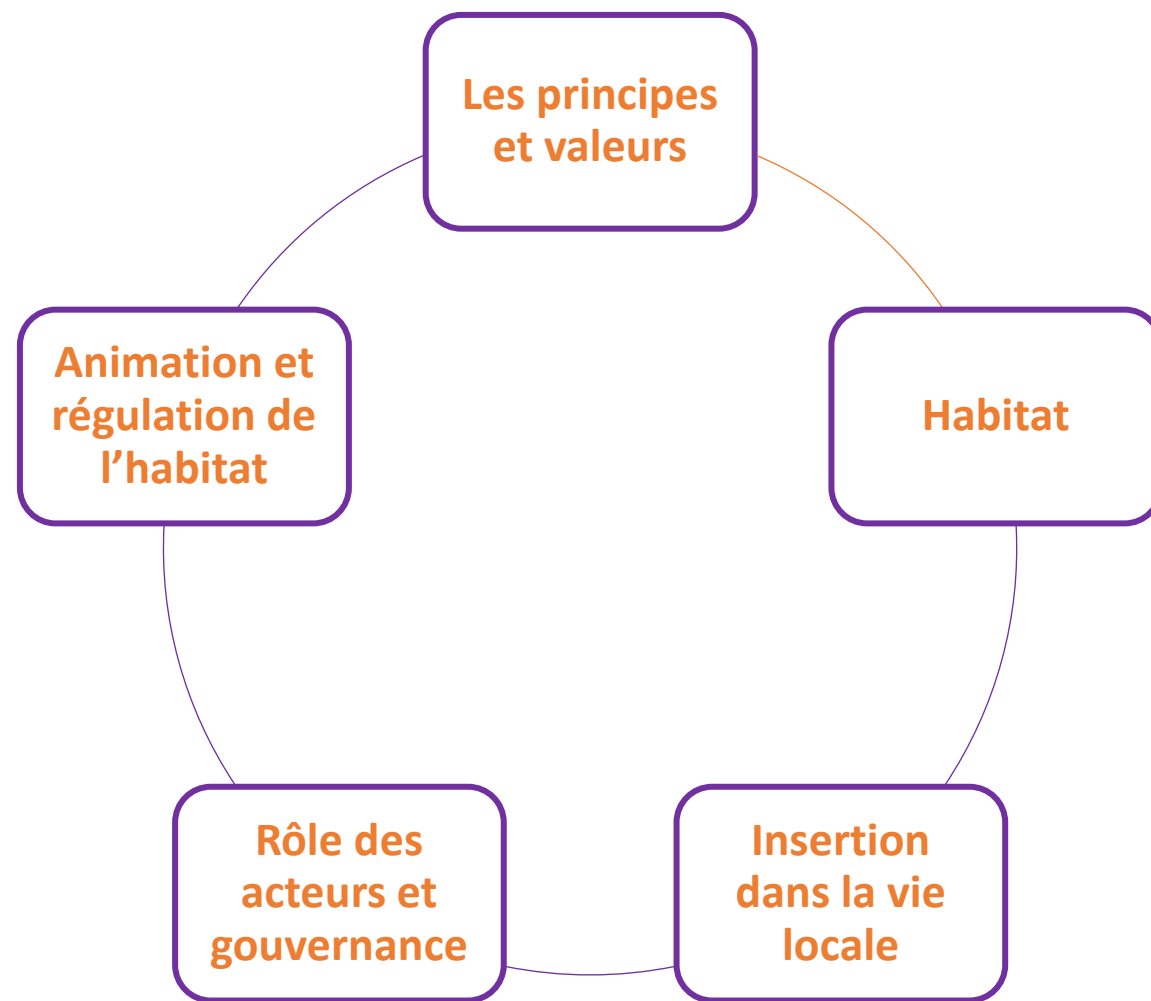 Les principes
et valeurs
Habitat
Insertion
dans la vie
locale
Rôle des
acteurs et
gouvernance
Animation et
régulation de
l’habitat